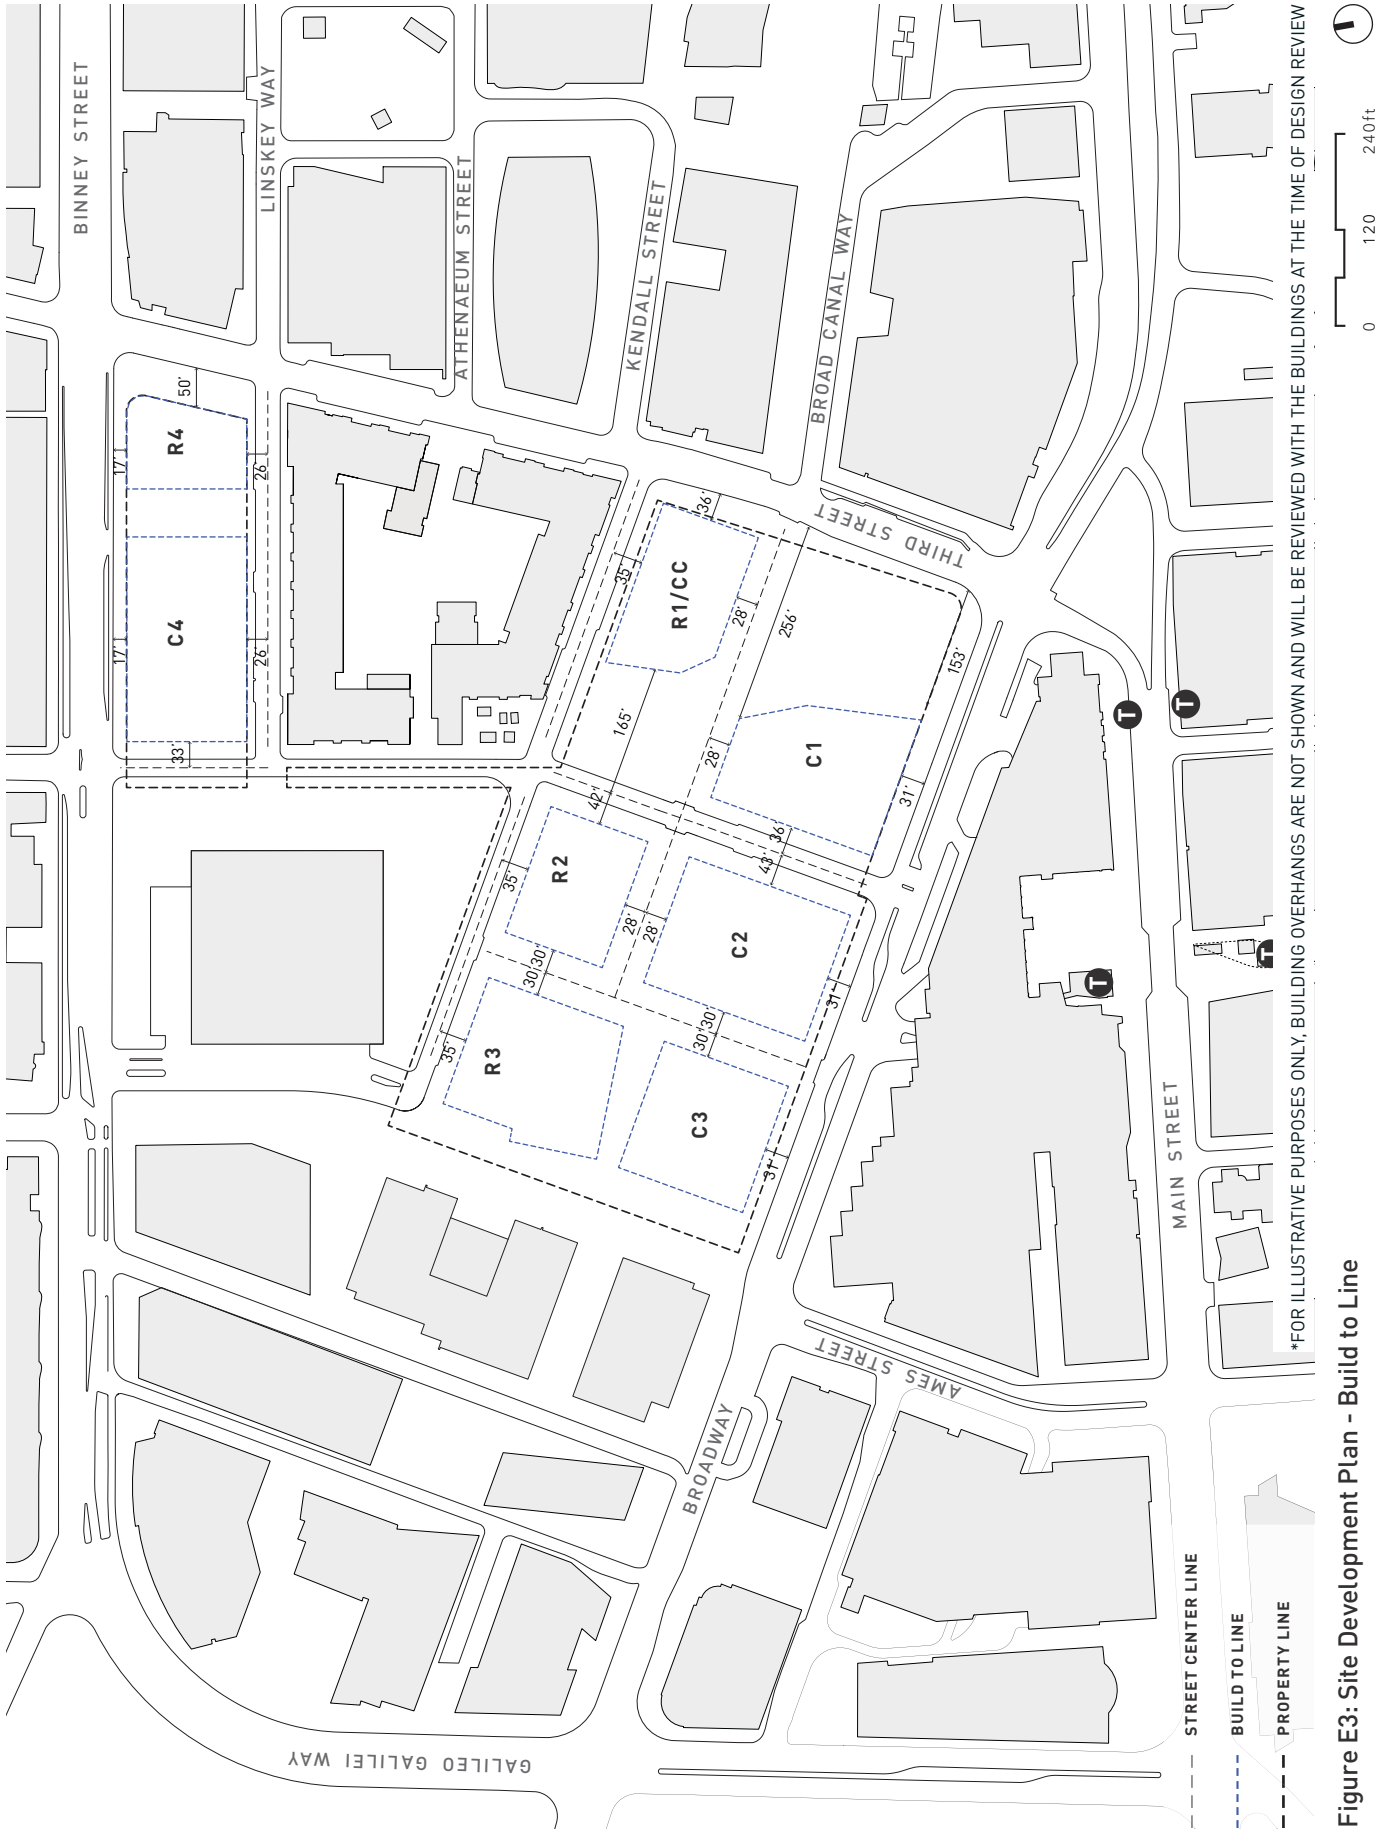 BINNEY STREET
LINSKEY WAY
ATHENAEUM STREET
KENDALL STREET
BROAD CANAL WAY
THIRD STREET
MAIN STREET
AMES STREET
BROADWAY
GALILEO GALILEI WAY
17'
50'
R4
26'
17'
C4
26'
33'
35'
36'
R1/CC
28'
256'
165'
153'
28'
C1
31'
42'
36'
43'
R2
35'
28'
28'
C2
31'
30'
30'
30'
30'
R3
35'
C3
31'
T
T
T
T
STREET CENTER LINE
BUILD TO LINE
PROPERTY LINE
*FOR ILLUSTRATIVE PURPOSES ONLY, BUILDING OVERHANGS ARE NOT SHOWN AND WILL BE REVIEWED WITH THE BUILDINGS AT THE TIME OF DESIGN REVIEW
0 120 240ft
Figure E3: Site Development Plan - Build to Line